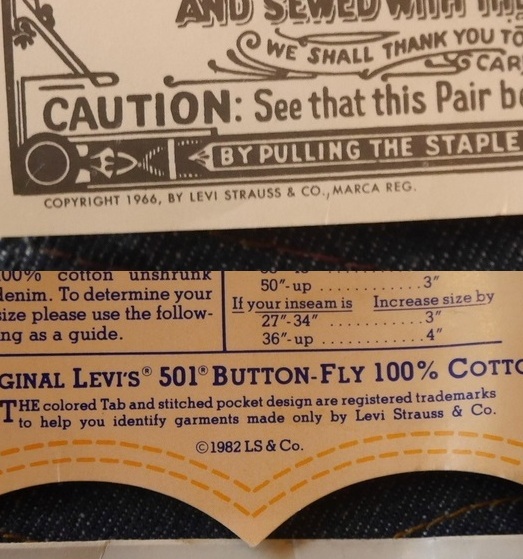 AND SEWED WITH THE
WE SHALL THANK YOU TO
CAR
CAUTION: See that this Pair be
BY PULLING THE STAPLE
COPYRIGHT 1966, BY LEVI STRAUSS & CO., MARCA REG.
00% cotton unshrunk
denim. To determine your
size please use the follow-
ng as a guide.
50"-up ............ 3"
If your inseam is Increase size by
27"-34" .......... 3"
36"-up ............ 4"
GINAL LEVI'S® 501® BUTTON-FLY 100% COTTO
THE colored Tab and stitched pocket design are registered trademarks
to help you identify garments made only by Levi Strauss & Co.
©1982 LS & Co.